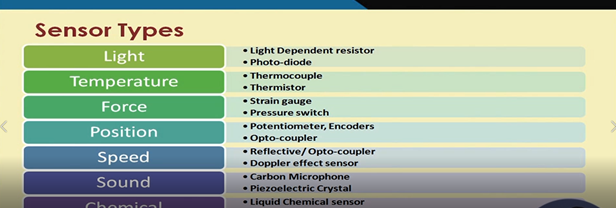 Sensor Types
Light
• Light Dependent resistor
• Photo-diode
Temperature
• Thermocouple
• Thermistor
Force
• Strain gauge
• Pressure switch
Position
• Potentiometer, Encoders
• Opto-coupler
Speed
• Reflective/ Opto-coupler
• Doppler effect sensor
Sound
• Carbon Microphone
• Piezoelectric Crystal
Chemical
• Liquid Chemical sensor